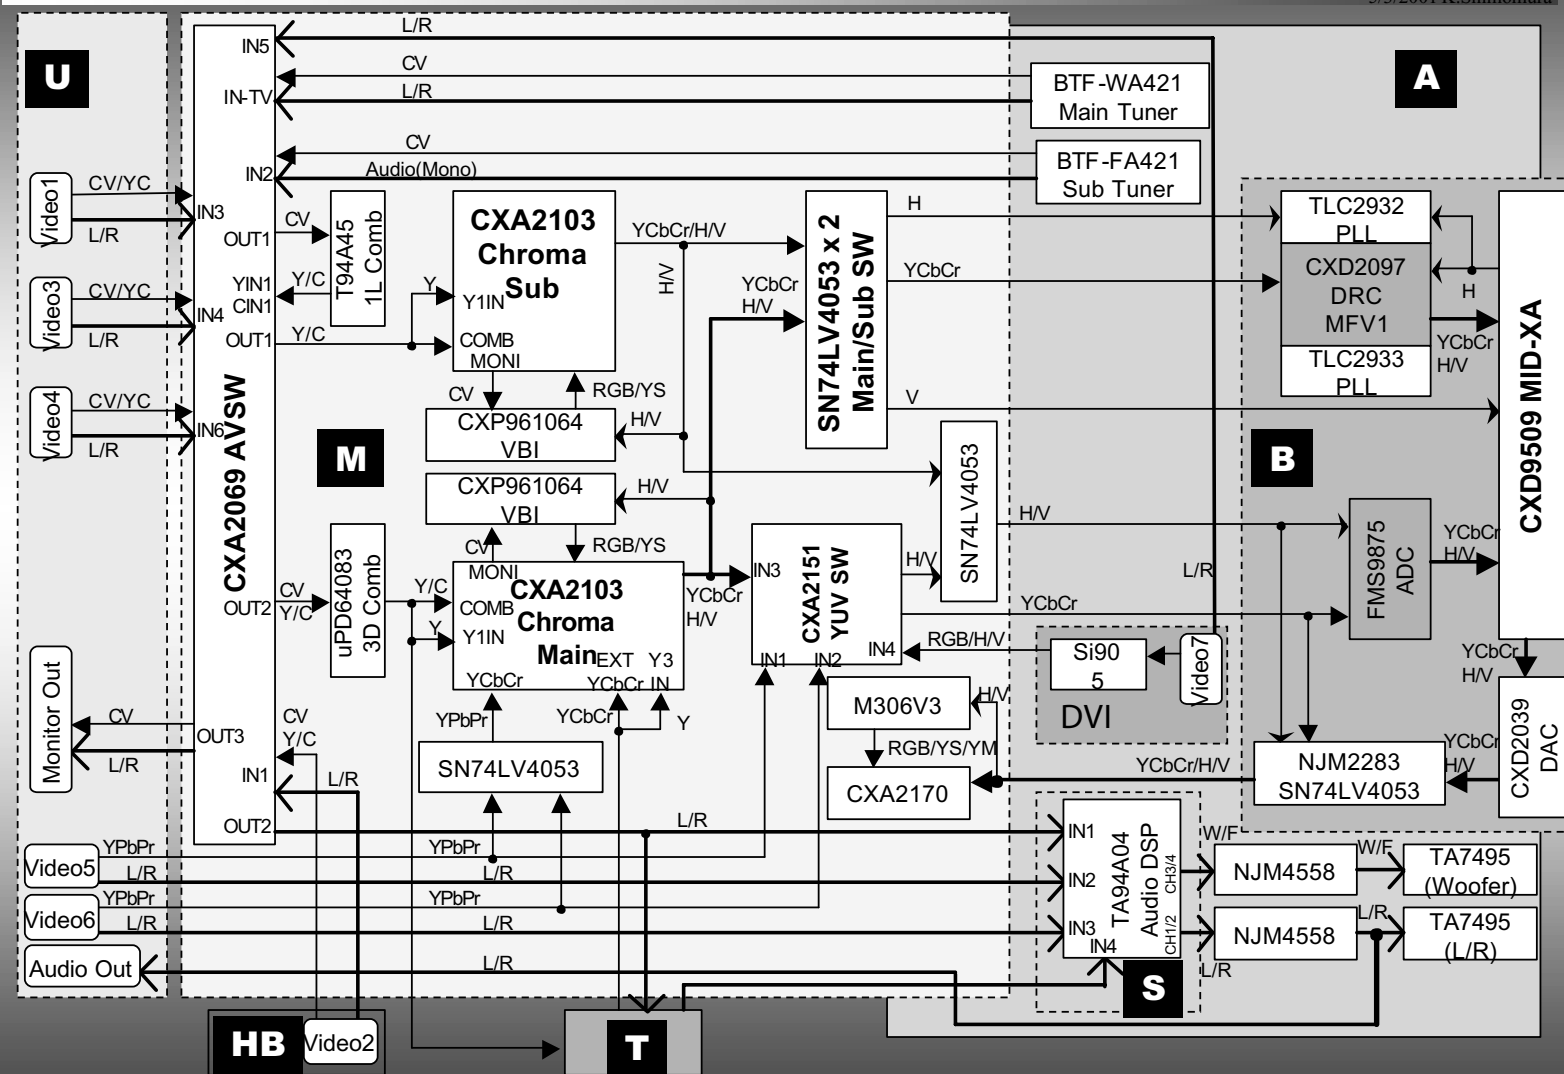 L/R
IN5
U
A
CV
BTF-WA421
Main Tuner
IN-TV
L/R
CV
BTF-FA421
Sub Tuner
IN2
Audio(Mono)
Video1
CV/YC
L/R
IN3
OUT1
CV
T94A45
1L Comb
CXA2103
Chroma
Sub
YCbCr/H/V
H/V
SN74LV4053 x 2
Main/Sub SW
H
TLC2932
PLL
YIN1
CIN1
Y/C
Y
Y1IN
YCbCr
H/V
YCbCr
CXD2097
DRC
MFV1
H
Video3
CV/YC
L/R
IN4
OUT1
Y/C
COMB
MONI
YCbCr
H/V
TLC2933
PLL
CXD9509 MID-XA
CXA2069 AVSW
CV
RGB/YS
V
Video4
CV/YC
L/R
IN6
CXP961064
VBI
H/V
M
B
CXP961064
VBI
H/V
SN74LV4053
H/V
FMS9875
ADC
YCbCr
H/V
CV
RGB/YS
uPD64083
3D Comb
MONI
CXA2103
Chroma
Main
COMB
Y1IN
EXT
YCbCr
Y3
IN
YCbCr
OUT2
CV
Y/C
Y/C
Y
YCbCr
H/V
IN3
CXA2151
YUV SW
H/V
YCbCr
L/R
IN4
IN1
IN2
RGB/H/V
Si90
5
Video7
DVI
YCbCr
H/V
Monitor Out
CV
L/R
OUT3
IN1
CV
Y/C
YPbPr
YCbCr
Y
SN74LV4053
M306V3
H/V
RGB/YS/YM
CXA2170
YCbCr/H/V
NJM2283
SN74LV4053
YCbCr
H/V
CXD2039
DAC
L/R
OUT2
L/R
Video5
YPbPr
L/R
YPbPr
L/R
Video6
YPbPr
L/R
YPbPr
L/R
IN1
IN2
IN3
IN4
TA94A04
Audio DSP
CH3/4
CH1/2
W/F
NJM4558
W/F
TA7495
(Woofer)
L/R
NJM4558
L/R
TA7495
(L/R)
Audio Out
L/R
S
HB
Video2
T